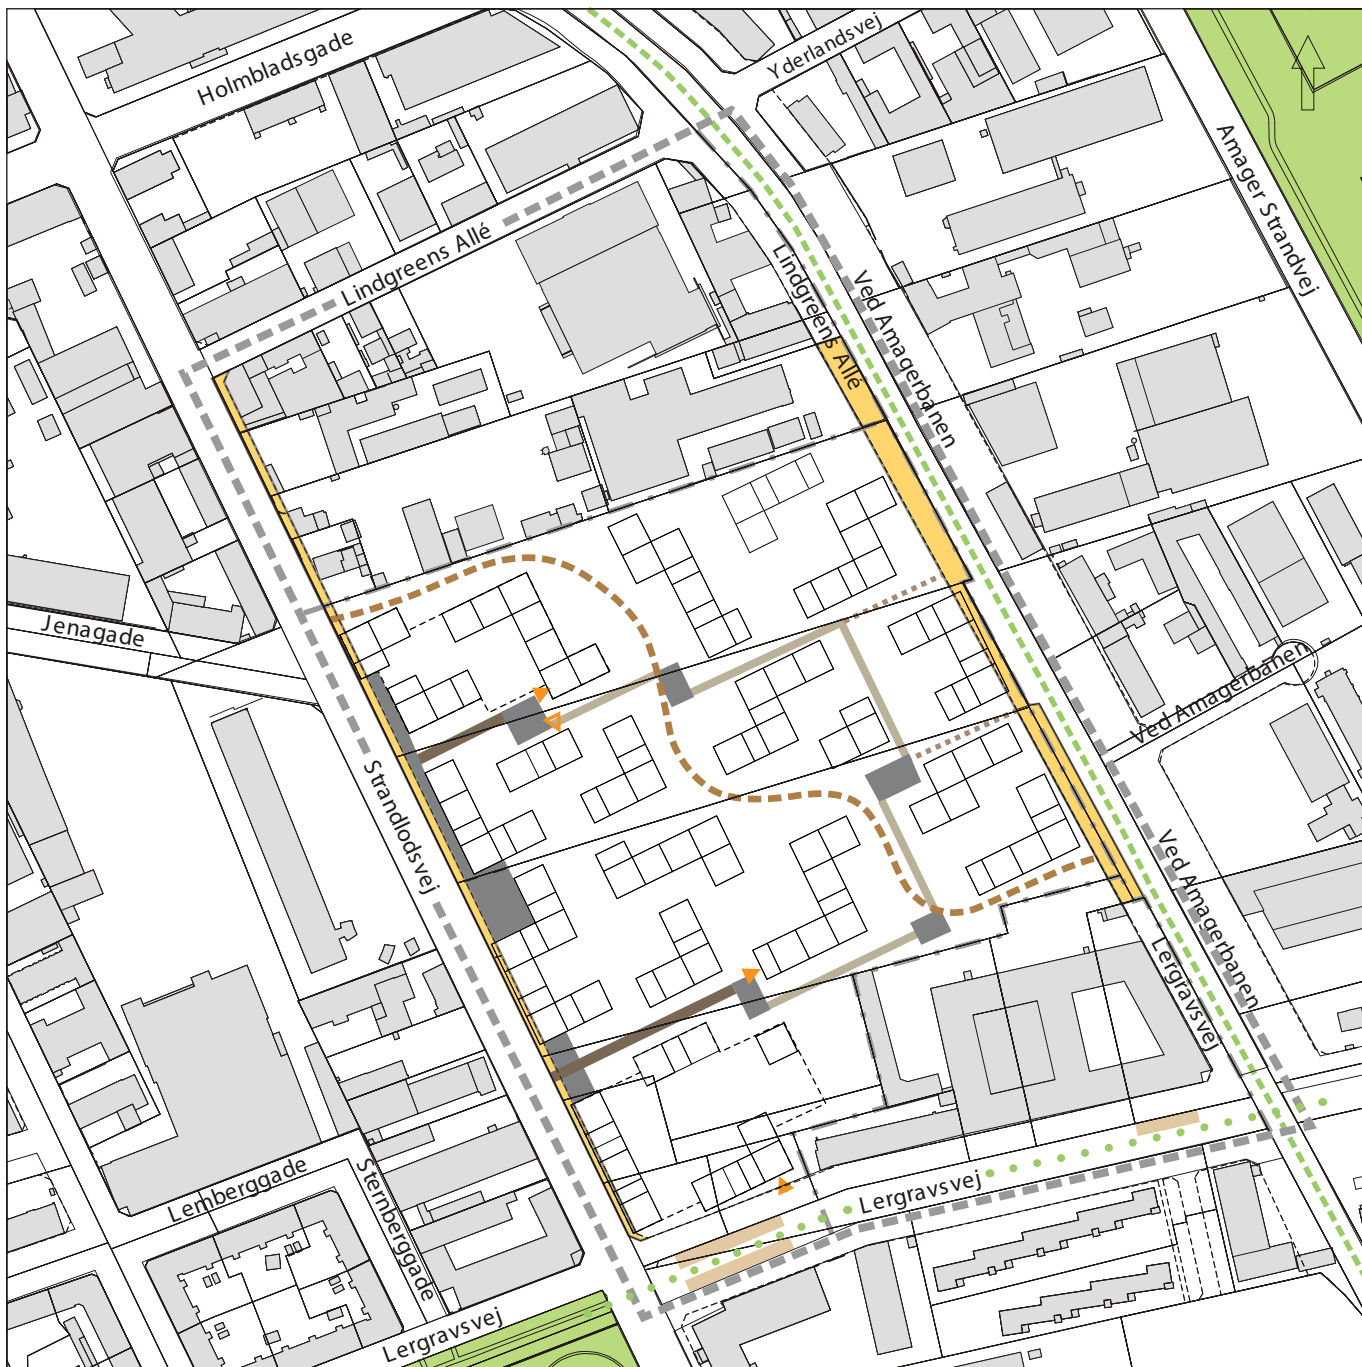 Holmbladsgade
Yderlandsvej
Amager Strandvej
Lindgreens Allé
Lindgreens Allé
Ved Amagerbanen
Jenagade
Ved Amagerbanen
Strandlodsvej
Ved Amagerbanen
Lergravsvej
Lemberggade
Sternberggade
Lergravsvej
Lergravsvej